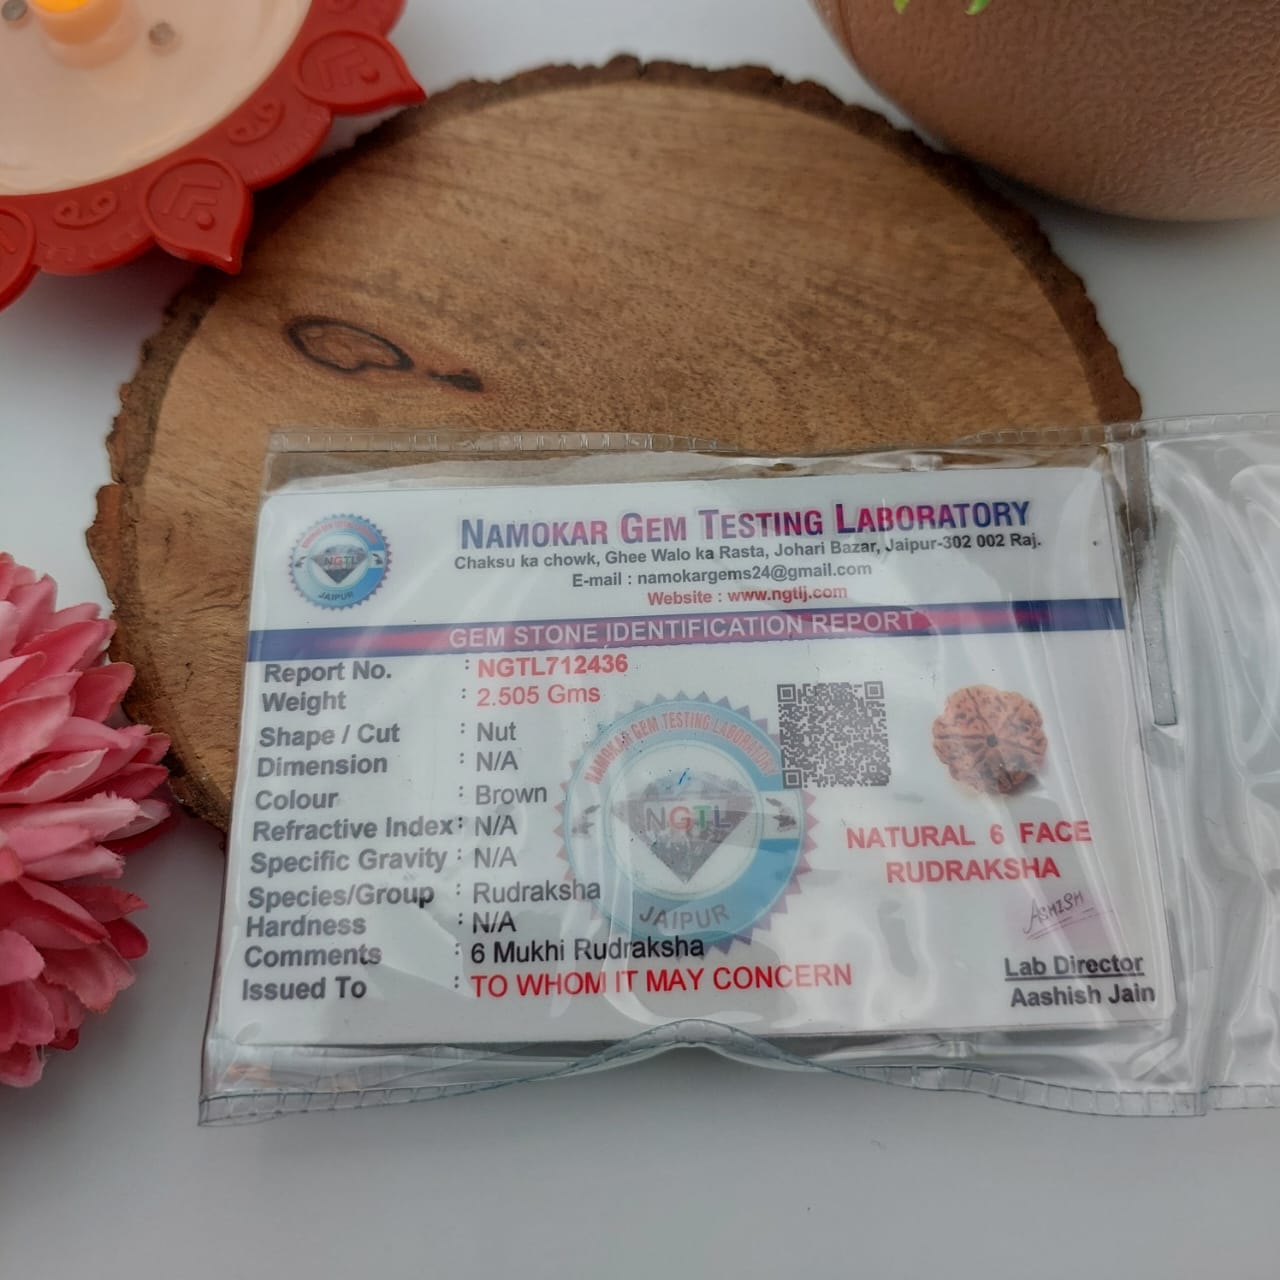 NAMOKAR GEM TESTING LABORATORY
Chaksu ka chowk, Ghee Walo ka Rasta, Johari Bazar, Jaipur-302 002 Raj.
E-mail : namokargems24@gmail.com
Website : www.ngtlj.com
NGTL
JAIPUR
GEM STONE IDENTIFICATION REPORT
Report No. : NGTL712436
Weight : 2.505 Gms
Shape / Cut : Nut
Dimension : N/A
Colour : Brown
Refractive Index : N/A
Specific Gravity : N/A
Species/Group : Rudraksha
Hardness : N/A
Comments : 6 Mukhi Rudraksha
Issued To : TO WHOM IT MAY CONCERN
NAMOKAR GEM TESTING LABORATORY
NGTL
JAIPUR
NATURAL 6 FACE
RUDRAKSHA
ASHISH
Lab Director
Aashish Jain